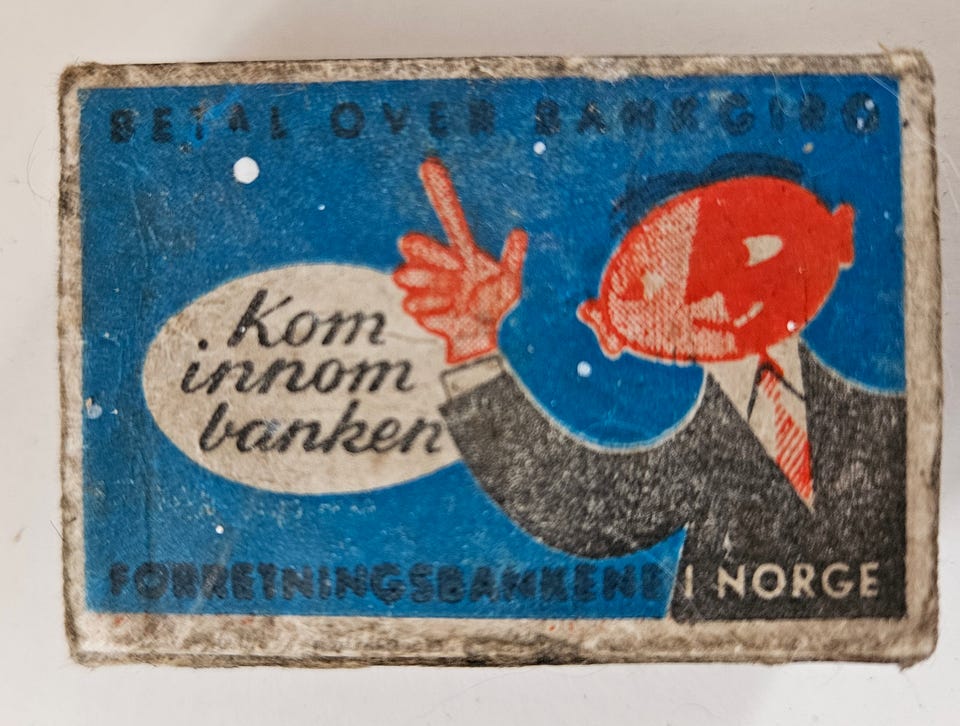 BETAL OVER BANKGIRO
Kom
innom
banken
FORRETNINGSBANKENE I NORGE